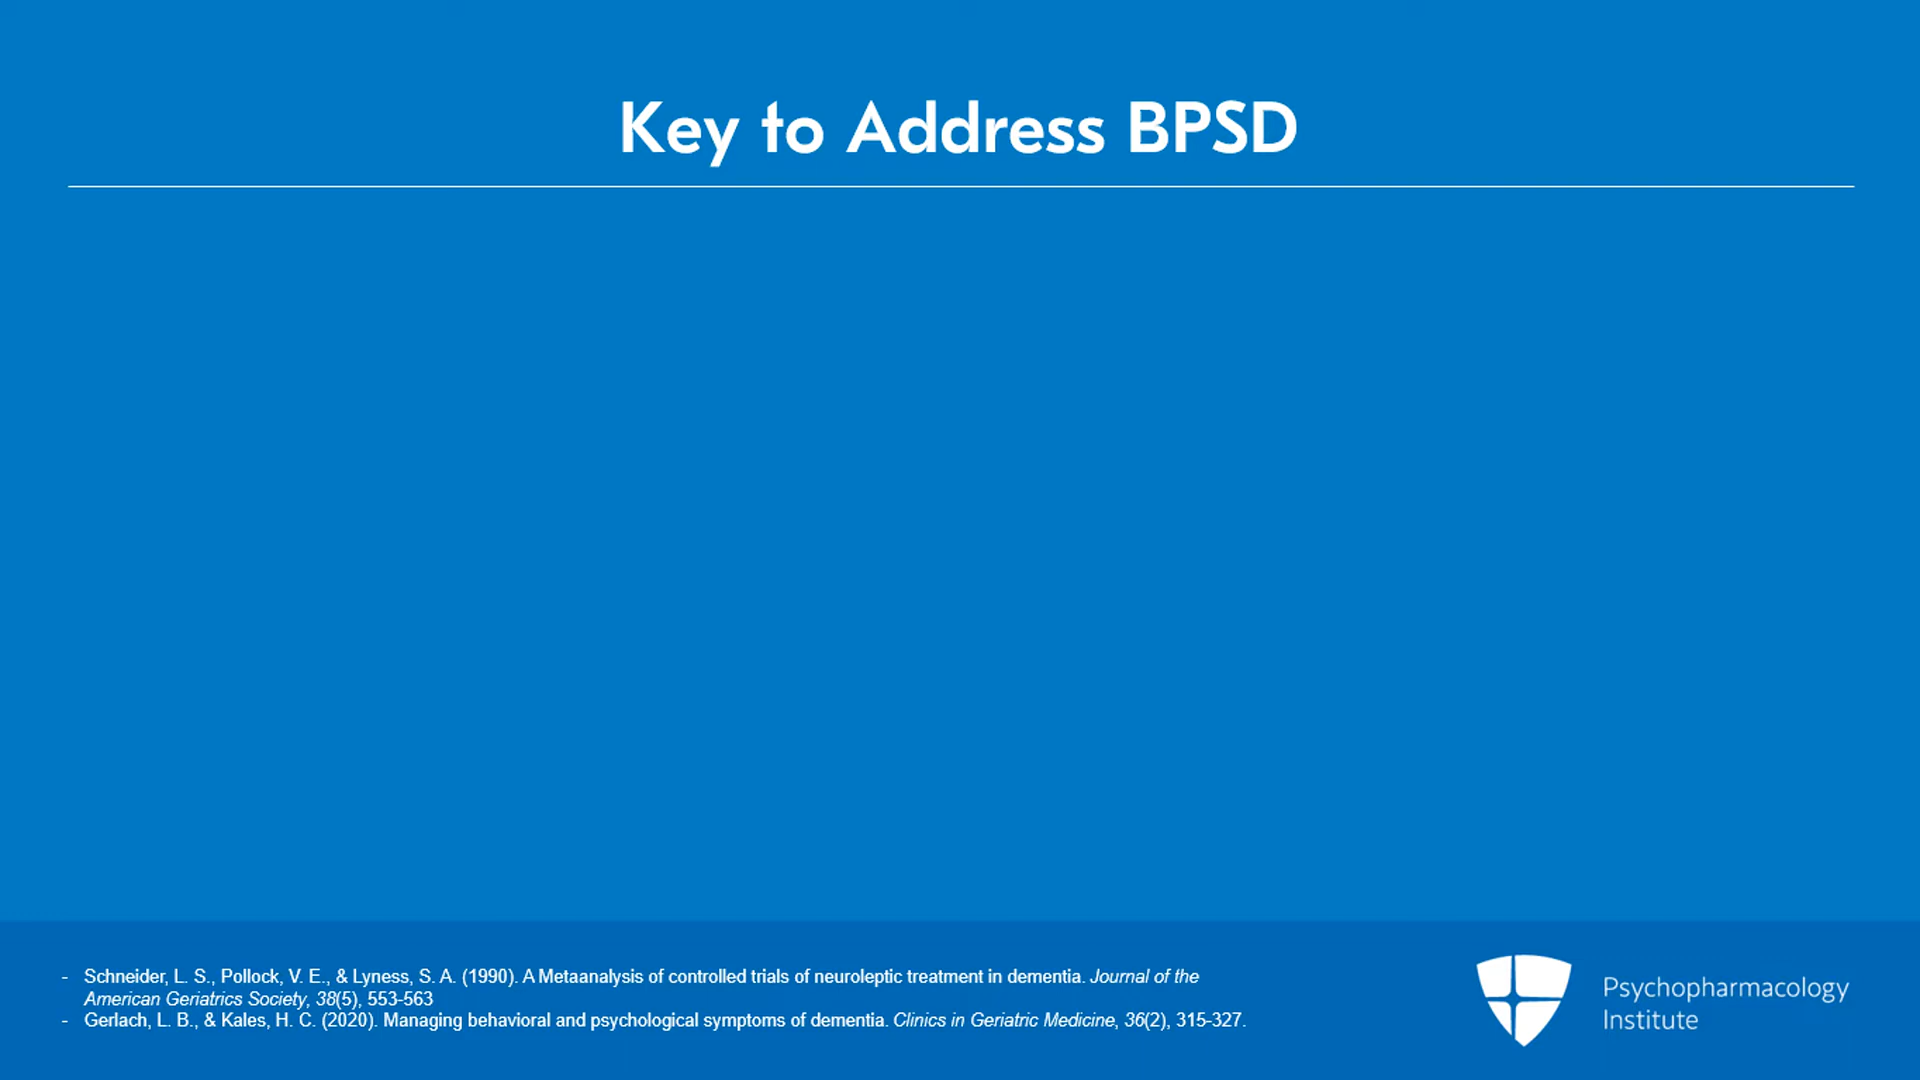 Key to Address BPSD
- Schneider, L. S., Pollock, V. E., & Lyness, S. A. (1990). A Metaanalysis of controlled trials of neuroleptic treatment in dementia. Journal of the
American Geriatrics Society, 38(5), 553-563
- Gerlach, L. B., & Kales, H. C. (2020). Managing behavioral and psychological symptoms of dementia. Clinics in Geriatric Medicine, 36(2), 315-327.
Psychopharmacology
Institute